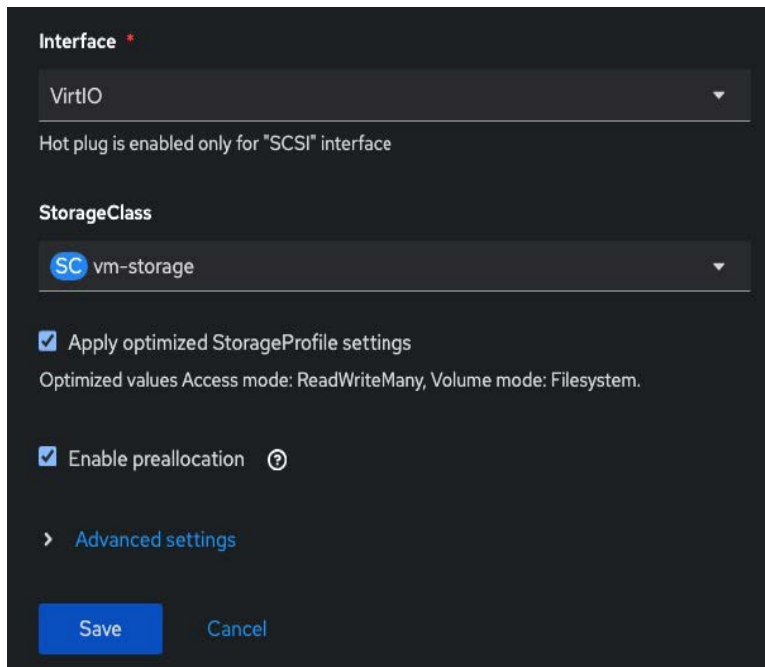 Interface *
VirtIO
Hot plug is enabled only for "SCSI" interface
StorageClass
SC vm-storage
Apply optimized StorageProfile settings
Optimized values Access mode: ReadWriteMany, Volume mode: Filesystem.
Enable preallocation ?
Advanced settings
Save Cancel